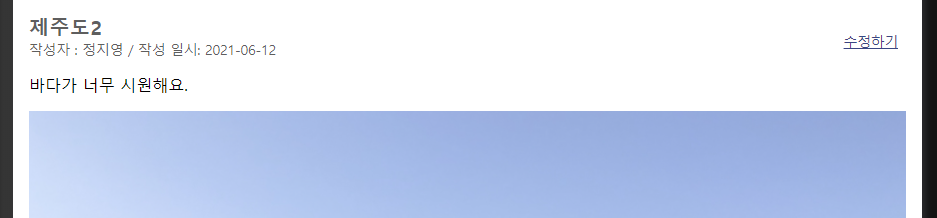 제주도2
작성자 : 정지영 / 작성 일시: 2021-06-12
수정하기
바다가 너무 시원해요.